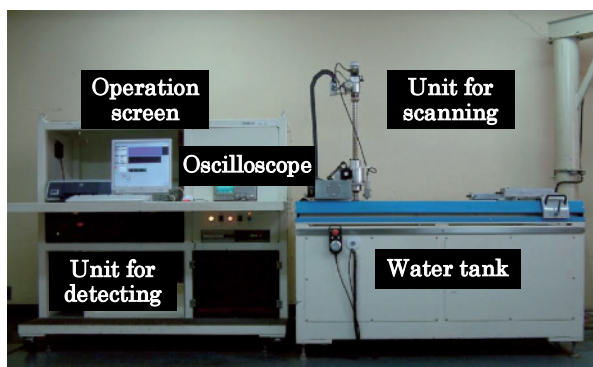 Operation
screen
Unit for
scanning
Oscilloscope
Unit for
detecting
Water tank